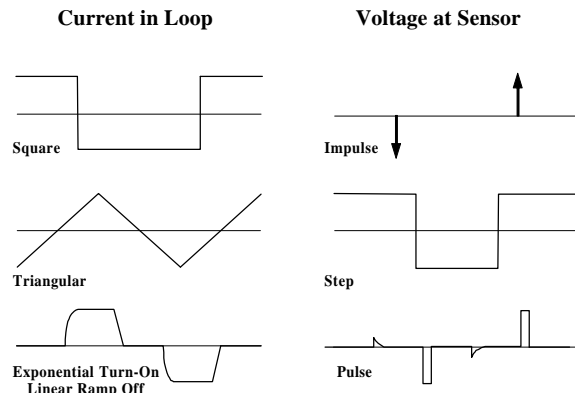 Current in Loop
Voltage at Sensor
Square
Impulse
Triangular
Step
Exponential Turn-On
Linear Ramp Off
Pulse